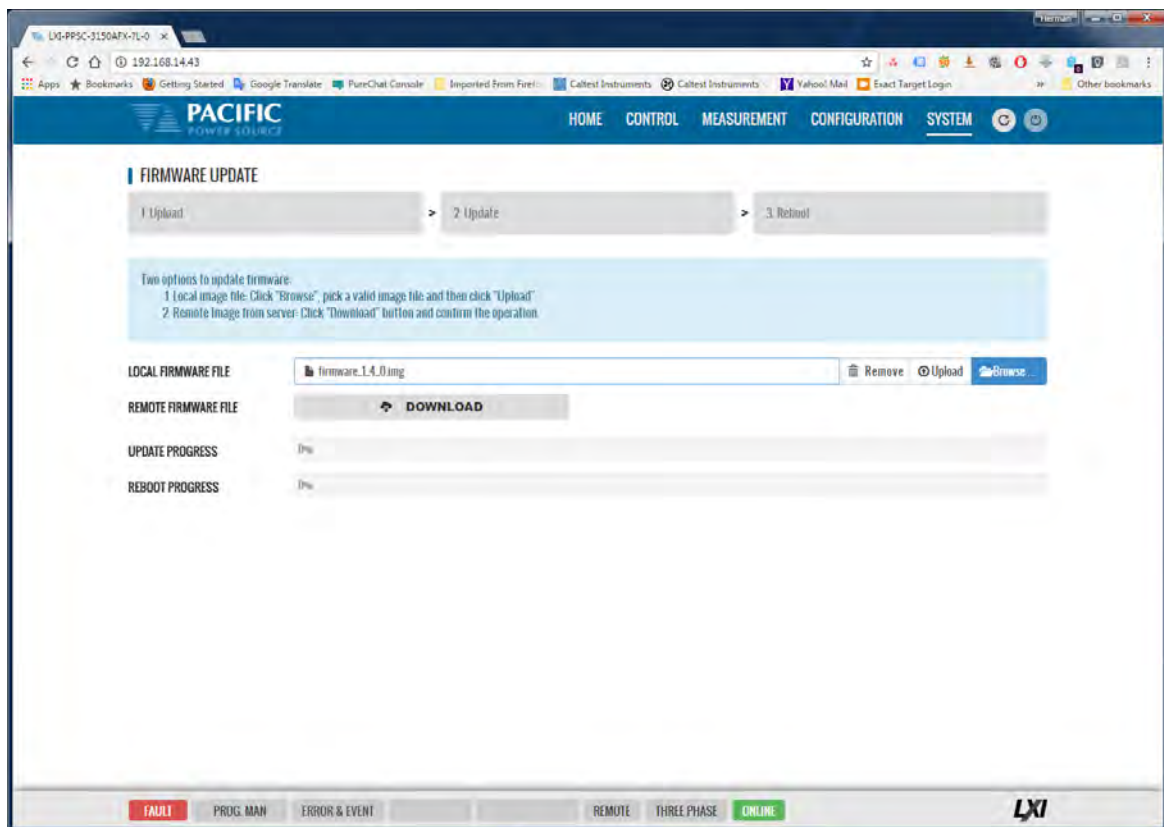 Herman
LXI-PPSC-3150AFX-7L-0
192.168.14.43
Apps Bookmarks Getting Started Google Translate PureChat Console Imported From Firef Caltest Instruments Caltest Instruments Yahoo! Mail Exact Target Login » Other bookmarks
PACIFIC
POWER SOURCE
HOME CONTROL MEASUREMENT CONFIGURATION SYSTEM
FIRMWARE UPDATE
1. Upload > 2. Update > 3. Reboot
Two options to update firmware:
1. Local image file: Click "Browse", pick a valid image file and then click "Upload"
2. Remote Image from server: Click "Download" button and confirm the operation.
LOCAL FIRMWARE FILE firmware_1.4_0.img Remove Upload Browse ...
REMOTE FIRMWARE FILE DOWNLOAD
UPDATE PROGRESS 0%
REBOOT PROGRESS 0%
FAULT PROG. MAN ERROR & EVENT REMOTE THREE PHASE ONLINE LXI